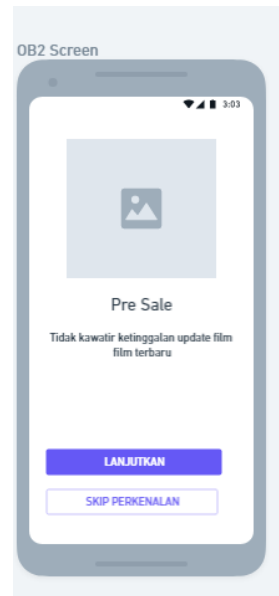 OB2 Screen
3:03
Pre Sale
Tidak kawatir ketinggalan update film
film terbaru
LANJUTKAN
SKIP PERKENALAN